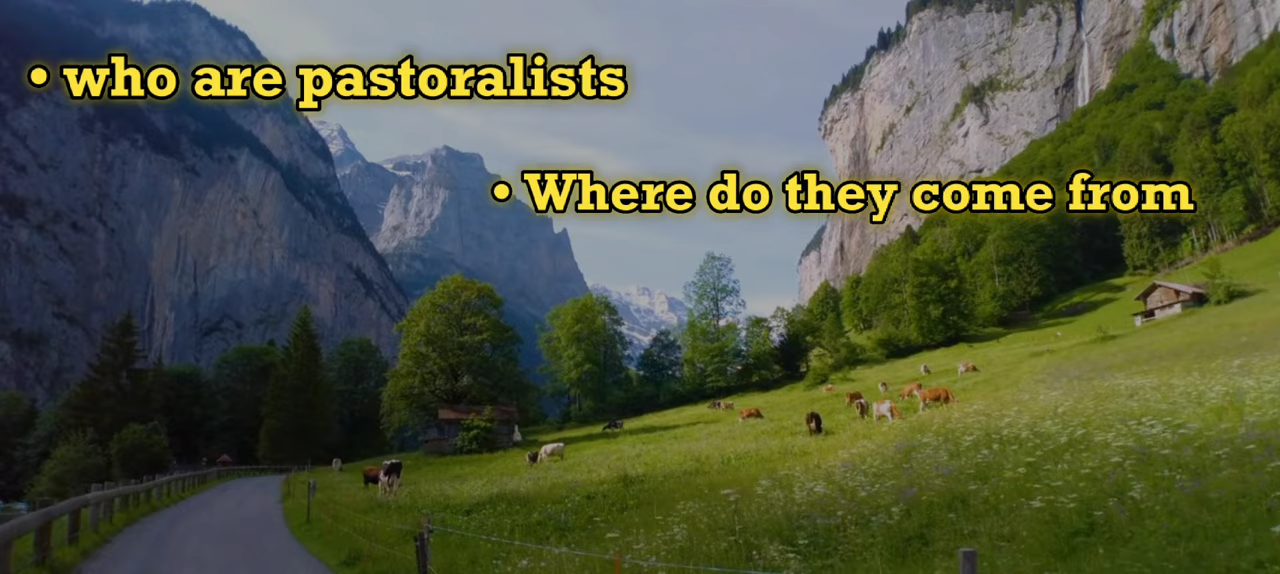 • who are pastoralists
• Where do they come from